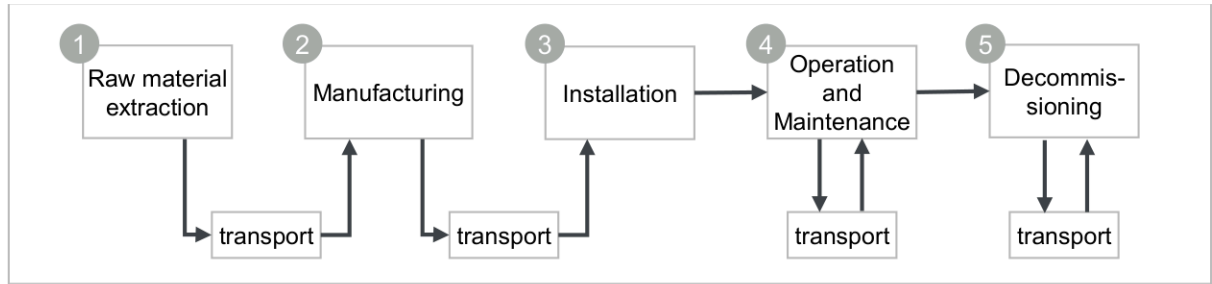 1
Raw material
extraction
2
Manufacturing
3
Installation
4
Operation
and
Maintenance
5
Decommis-
sioning
transport
transport
transport
transport